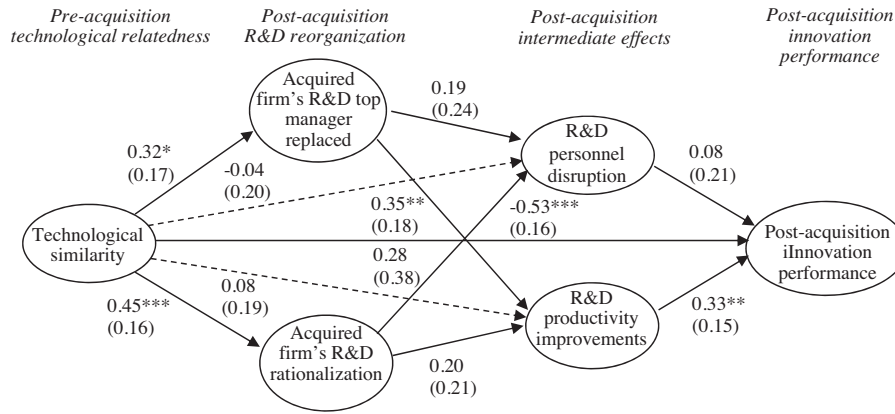 Pre-acquisition
technological relatedness
Post-acquisition
R&D reorganization
Post-acquisition
intermediate effects
Post-acquisition
innovation
performance
Acquired
firm's R&D top
manager
replaced
0.19
(0.24)
R&D
personnel
disruption
0.32*
(0.17)
-0.04
(0.20)
0.08
(0.21)
0.35**
(0.18)
-0.53***
(0.16)
Technological
similarity
Post-acquisition
iInnovation
performance
0.28
(0.38)
0.45***
(0.16)
0.08
(0.19)
R&D
productivity
improvements
0.33**
(0.15)
Acquired
firm's R&D
rationalization
0.20
(0.21)